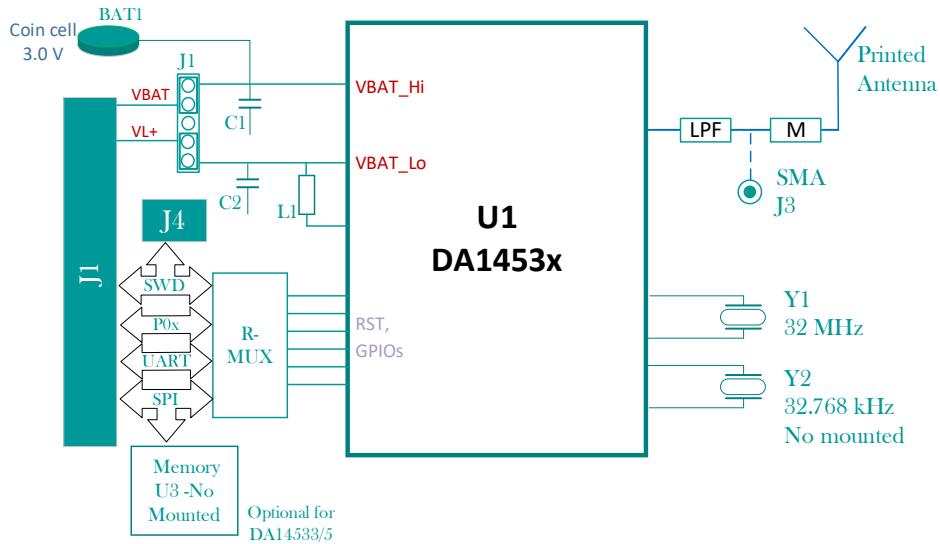 BAT1
Coin cell
3.0 V
J1
VBAT
VL+
C1
C2
L1
VBAT_Hi
VBAT_Lo
U1
DA1453x
LPF
M
Printed
Antenna
SMA
J3
J4
J1
SWD
P0x
UART
SPI
R-
MUX
RST,
GPIOs
Y1
32 MHz
Y2
32.768 kHz
No mounted
Memory
U3 -No
Mounted
Optional for
DA14533/5